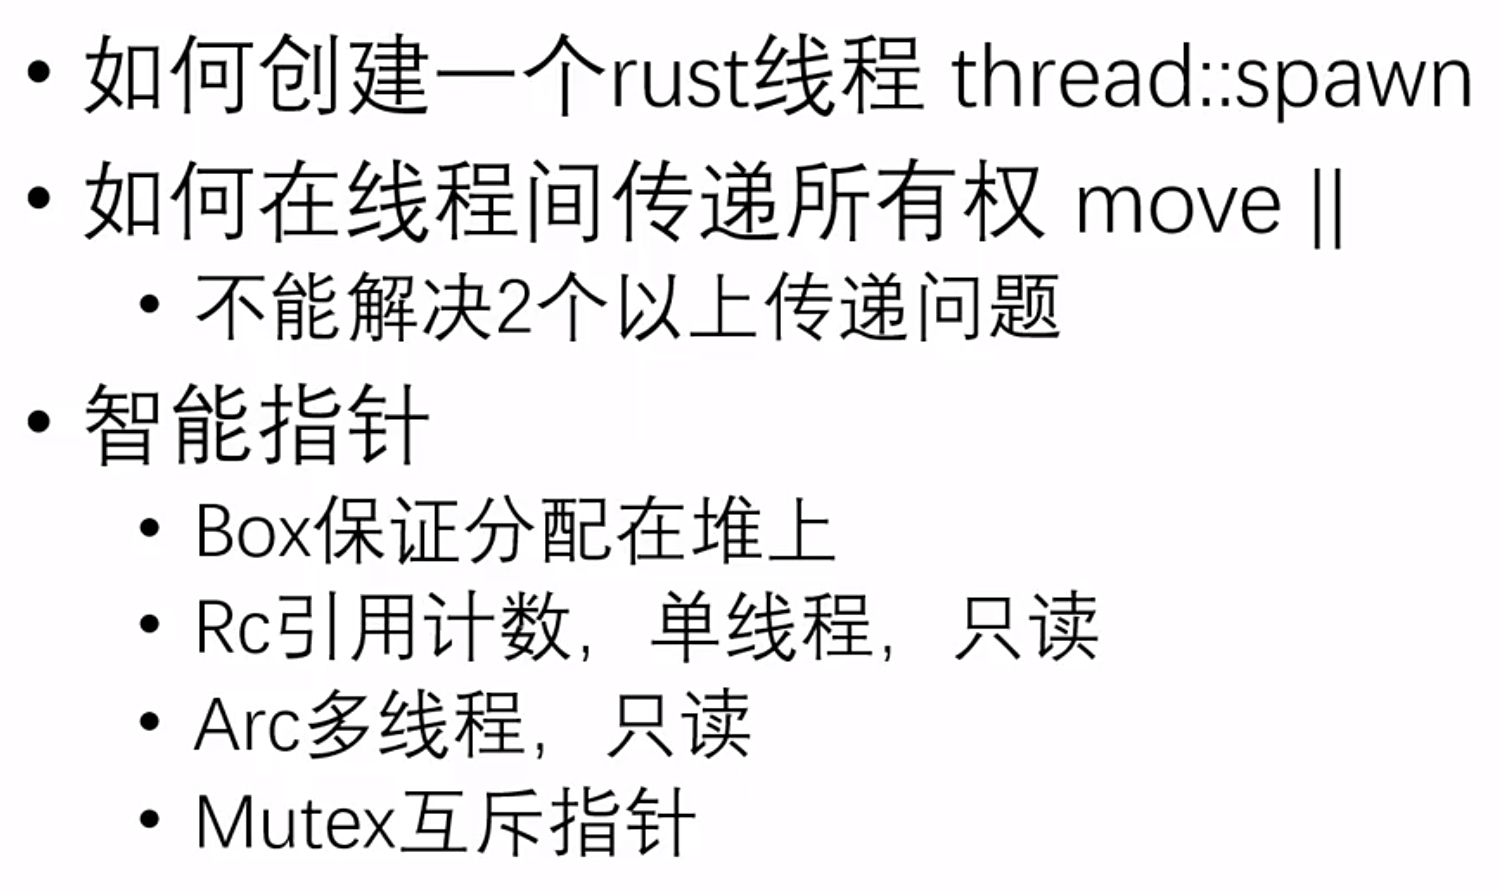 • 如何创建一个rust线程 thread::spawn
• 如何在线程间传递所有权 move ||
• 不能解决2个以上传递问题
• 智能指针
• Box保证分配在堆上
• Rc引用计数，单线程，只读
• Arc多线程，只读
• Mutex互斥指针